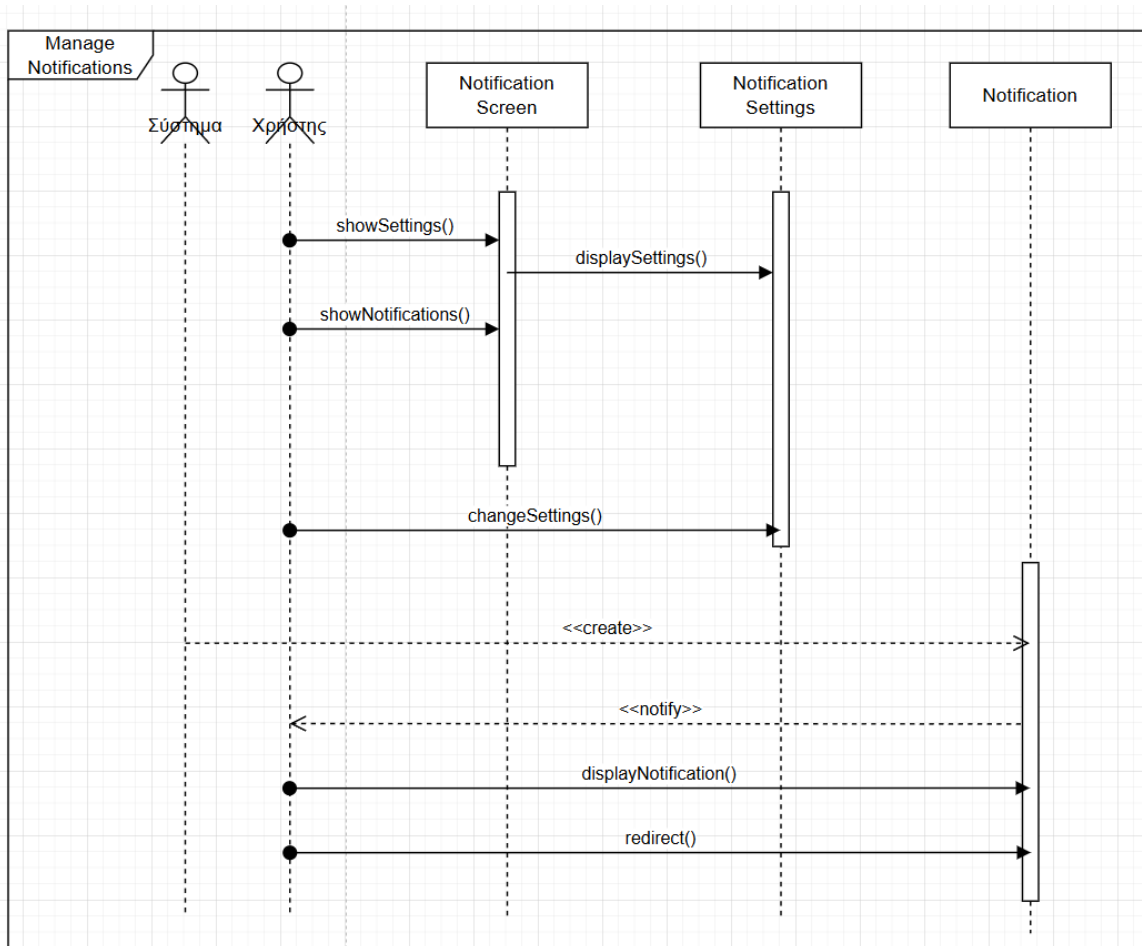 Manage
Notifications
Σύστημα
Χρήστης
Notification
Screen
Notification
Settings
Notification
showSettings()
displaySettings()
showNotifications()
changeSettings()
<<create>>
<<notify>>
displayNotification()
redirect()